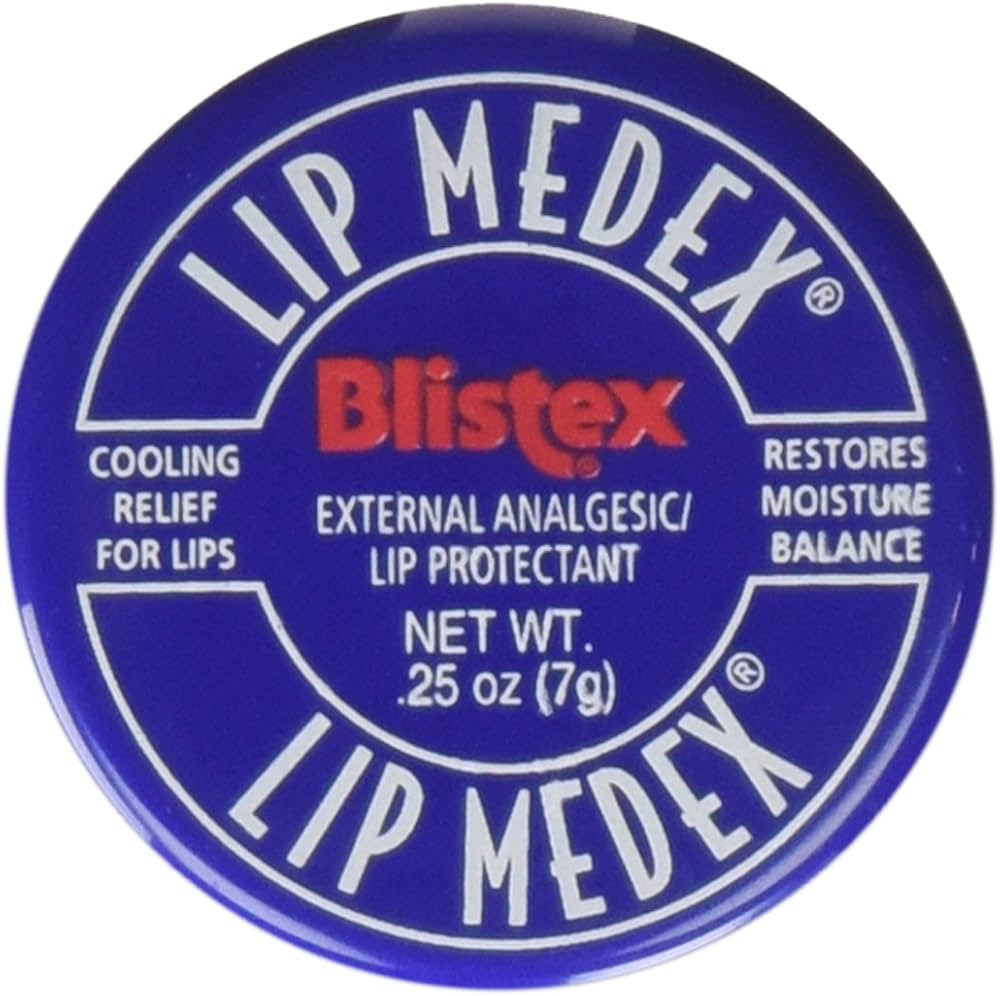 LIP MEDEX®
Blistex®
COOLING
RELIEF
FOR LIPS
EXTERNAL ANALGESIC/
LIP PROTECTANT
RESTORES
MOISTURE
BALANCE
NET WT.
.25 oz (7g)
LIP MEDEX®